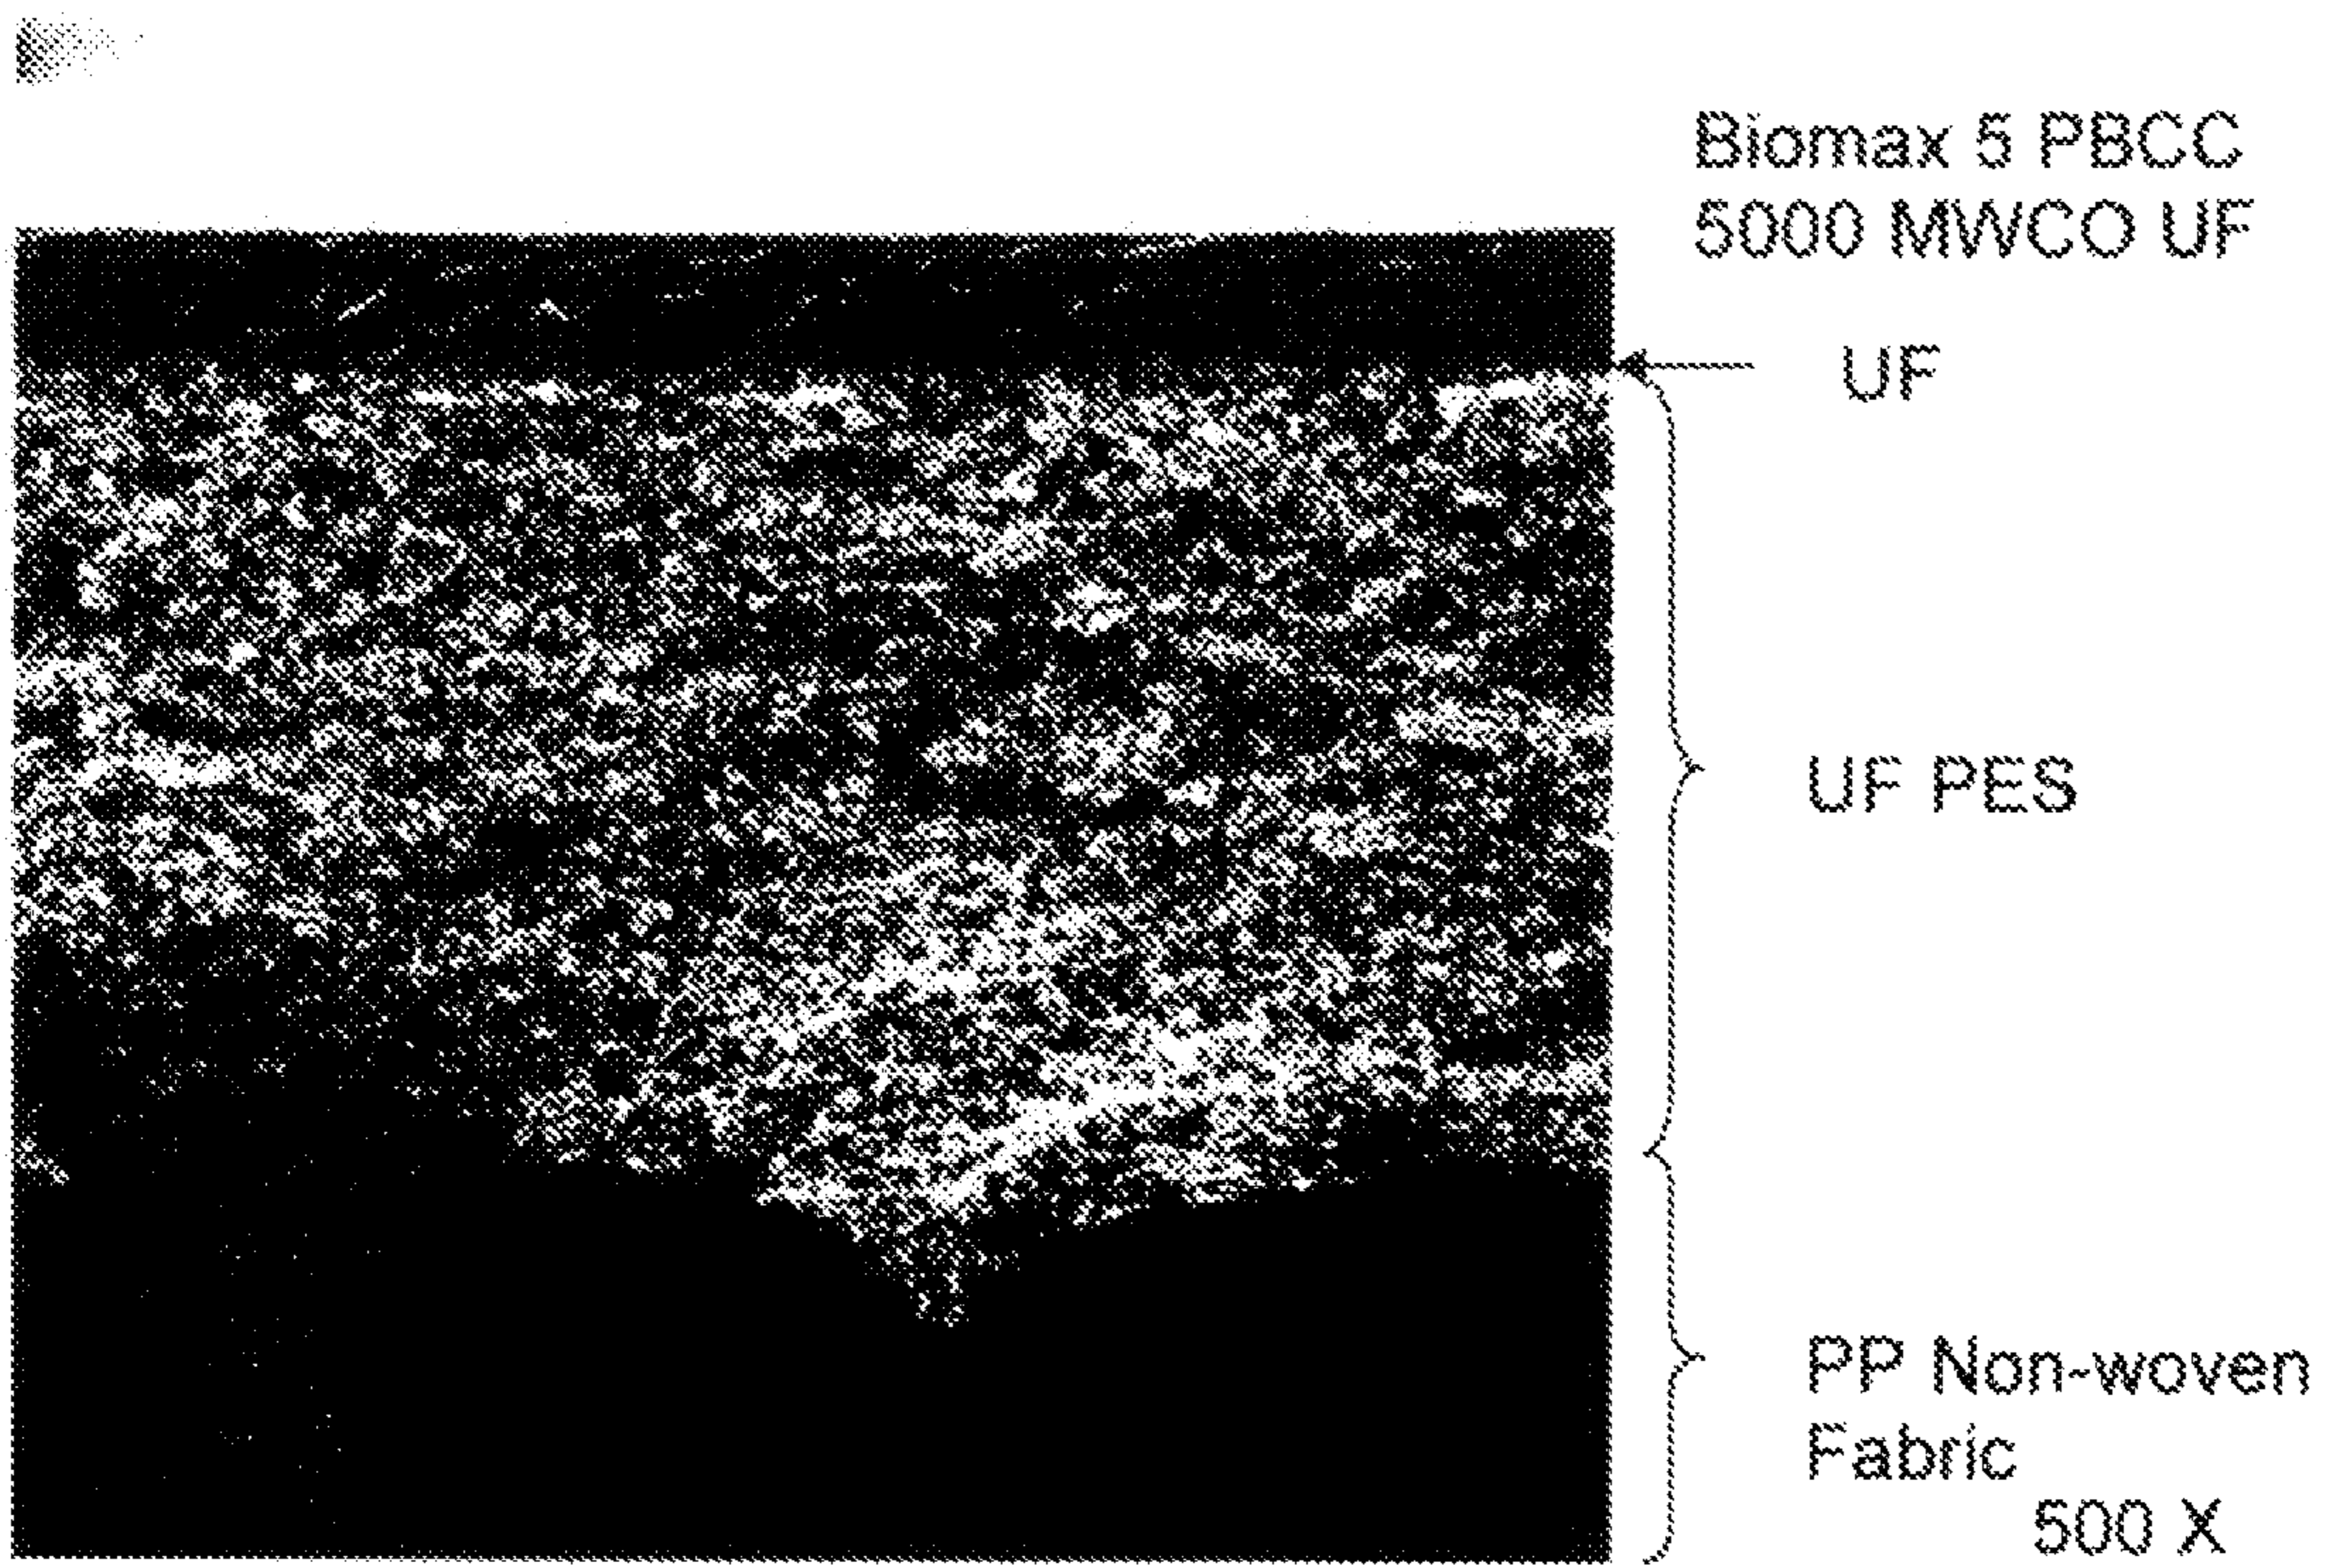 Biomax 5 PBCC
5000 MWCO UF
UF
UF PES
PP Non-woven
Fabric
500 X